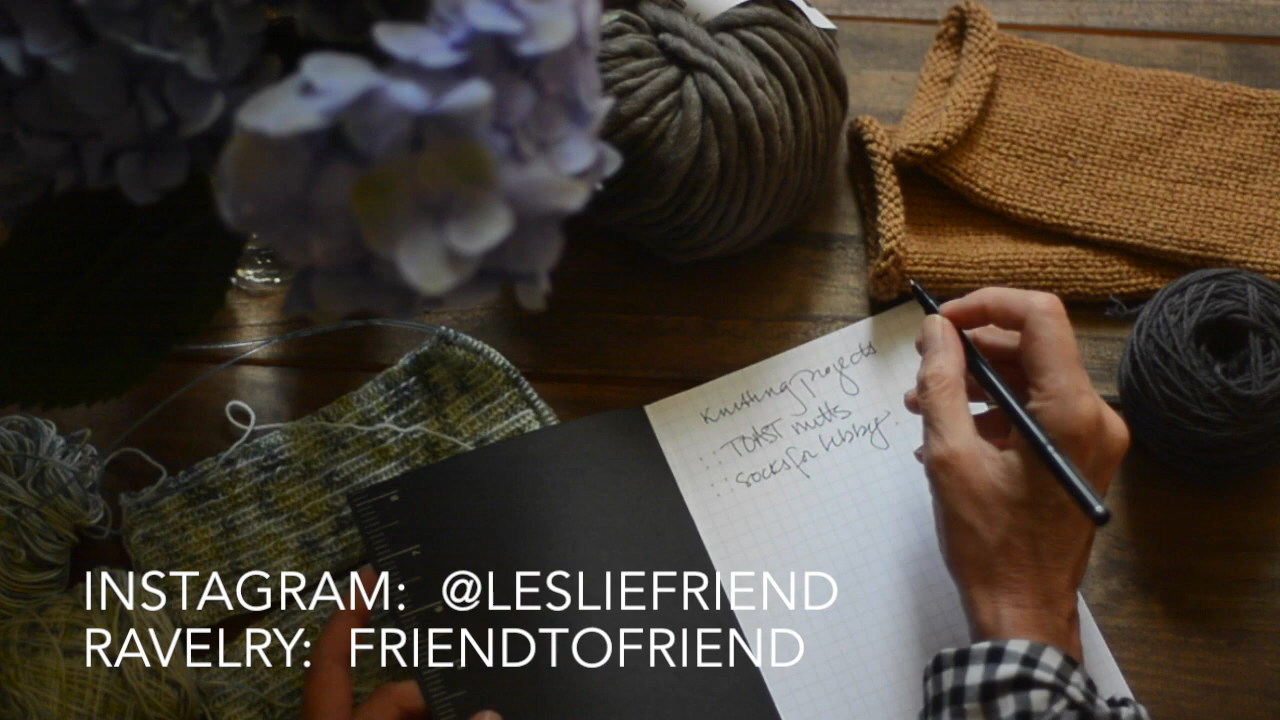 Knitting projects
:: TOAST mitts
:: socks for libby.
INSTAGRAM: @LESLIEFRIEND
RAVELRY: FRIENDTOFRIEND